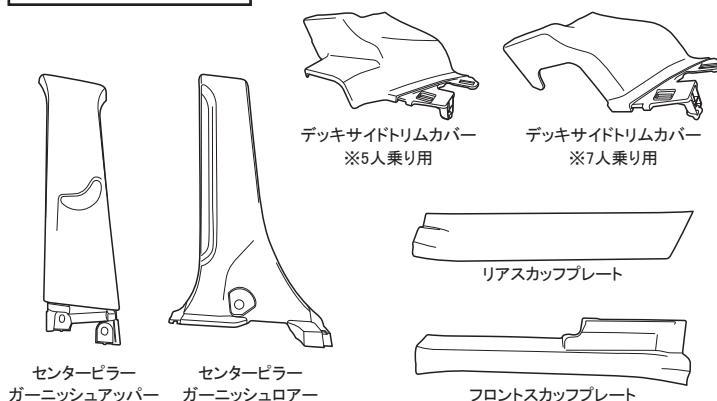 デッキサイドトリムカバー
※5人乗り用
デッキサイドトリムカバー
※7人乗り用
リアスカッフプレート
センターピラー
ガーニッシュアッパー
センターピラー
ガーニッシュロアー
フロントスカッフプレート